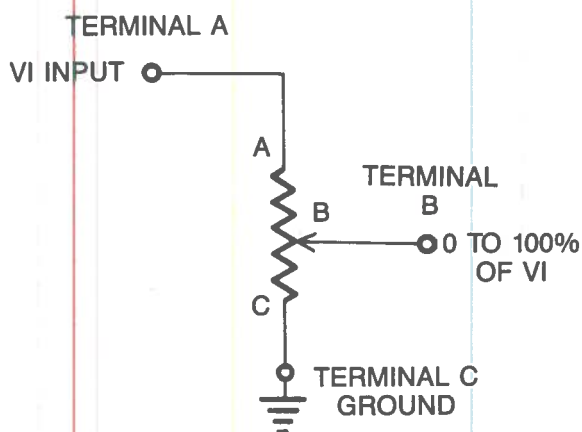 TERMINAL A
VI INPUT
A
TERMINAL
B
B
0 TO 100%
OF VI
C
TERMINAL C
GROUND